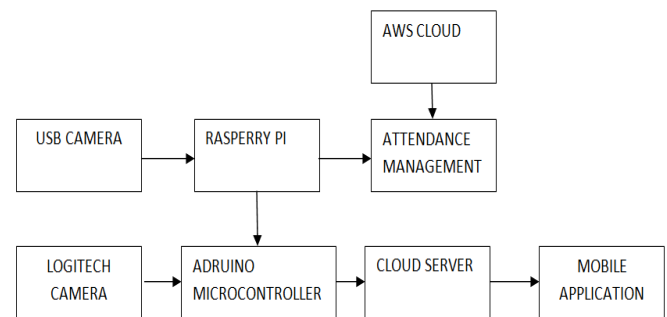 AWS CLOUD
USB CAMERA
RASPERRY PI
ATTENDANCE
MANAGEMENT
LOGITECH
CAMERA
ADRUINO
MICROCONTROLLER
CLOUD SERVER
MOBILE
APPLICATION